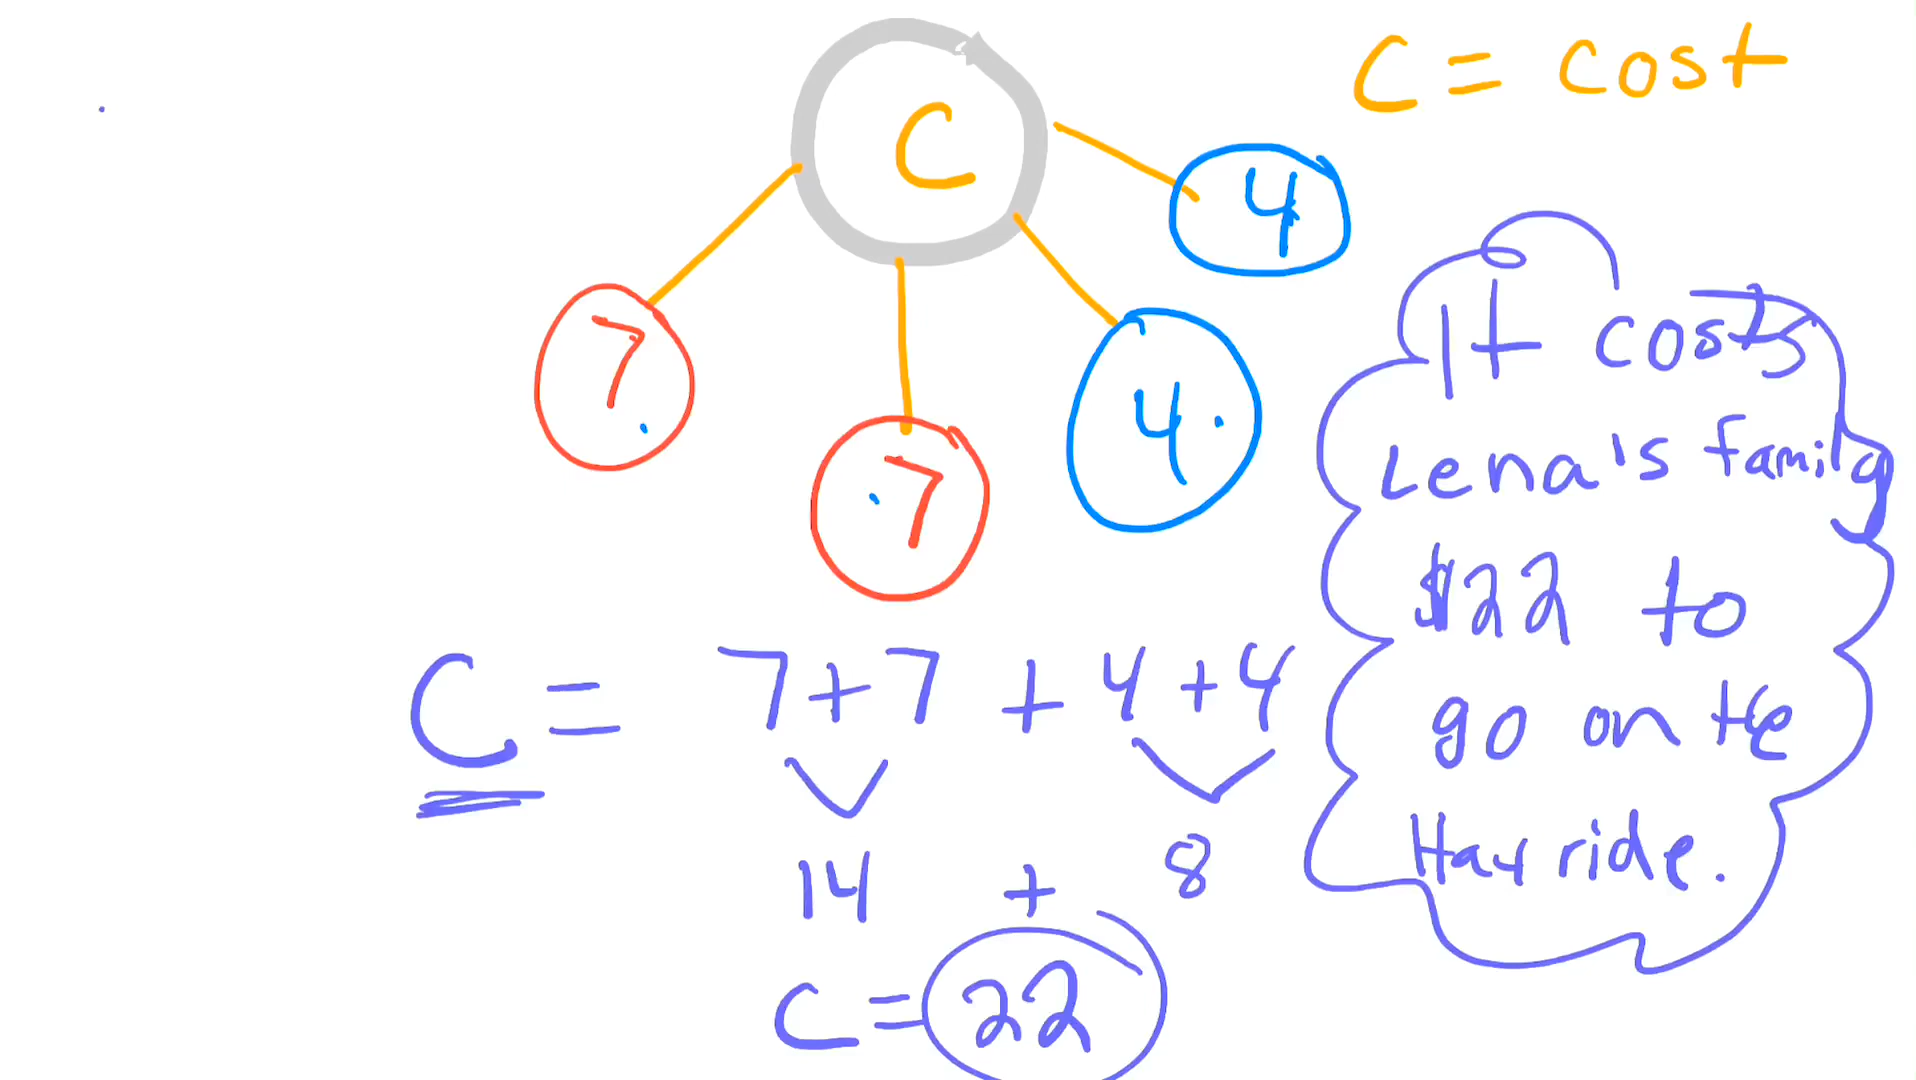 C = cost
C
4
7
4
7
It costs
Lena's family
$22 to
go on the
Hay ride.
C = 7+7 + 4+4
14 + 8
C = 22